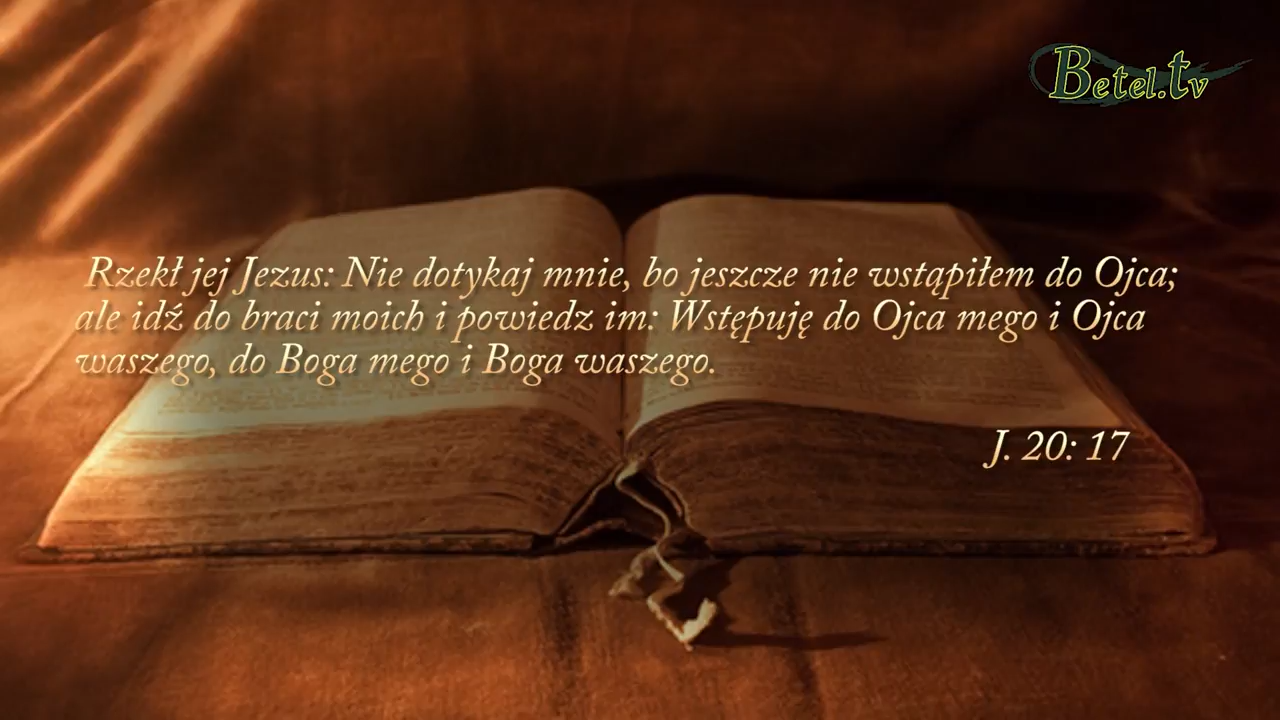 Betel.tv
Rzekł jej Jezus: Nie dotykaj mnie, bo jeszcze nie wstąpiłem do Ojca;
ale idź do braci moich i powiedz im: Wstępuję do Ojca mego i Ojca
waszego, do Boga mego i Boga waszego.
J. 20: 17